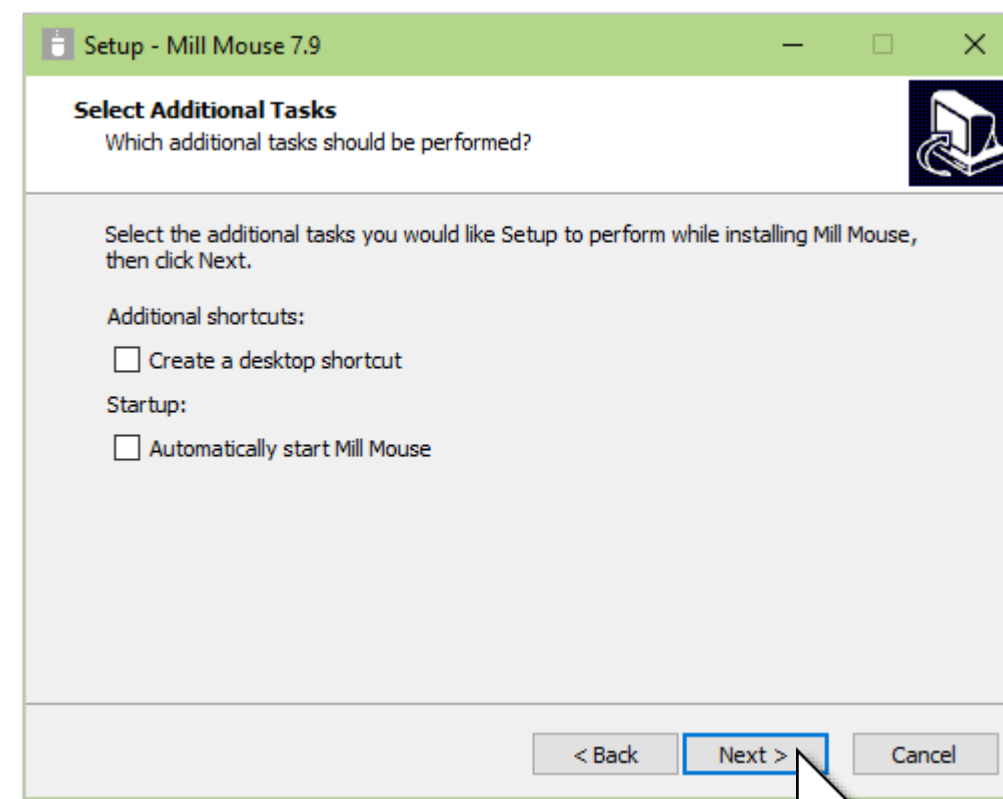 Setup - Mill Mouse 7.9
Select Additional Tasks
Which additional tasks should be performed?
Select the additional tasks you would like Setup to perform while installing Mill Mouse,
then click Next.
Additional shortcuts:
Create a desktop shortcut
Startup:
Automatically start Mill Mouse
< Back Next > Cancel